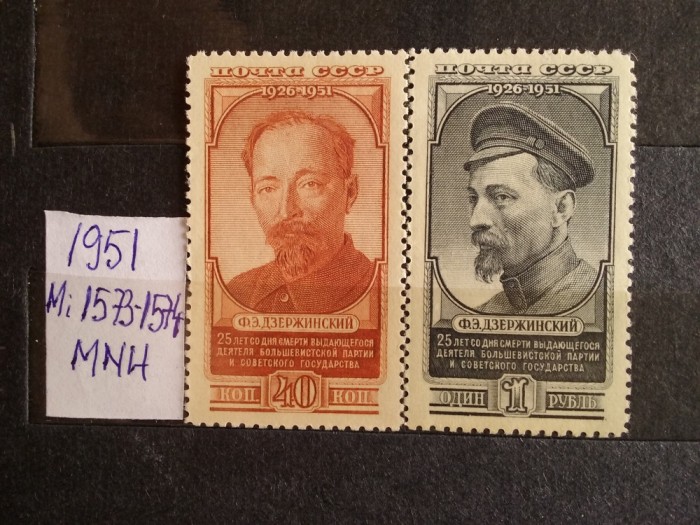 1951
Mi 1573-1574
MNH
ПОЧТА СССР
1926-1951
Ф.Э.ДЗЕРЖИНСКИЙ
25 ЛЕТ СО ДНЯ СМЕРТИ ВЫДАЮЩЕГОСЯ
ДЕЯТЕЛЯ БОЛЬШЕВИСТСКОЙ ПАРТИИ
И СОВЕТСКОГО ГОСУДАРСТВА
КОП 40 КОП
ПОЧТА СССР
1926-1951
Ф.Э.ДЗЕРЖИНСКИЙ
25 ЛЕТ СО ДНЯ СМЕРТИ ВЫДАЮЩЕГОСЯ
ДЕЯТЕЛЯ БОЛЬШЕВИСТСКОЙ ПАРТИИ
И СОВЕТСКОГО ГОСУДАРСТВА
ОДИН 1 РУБЛЬ